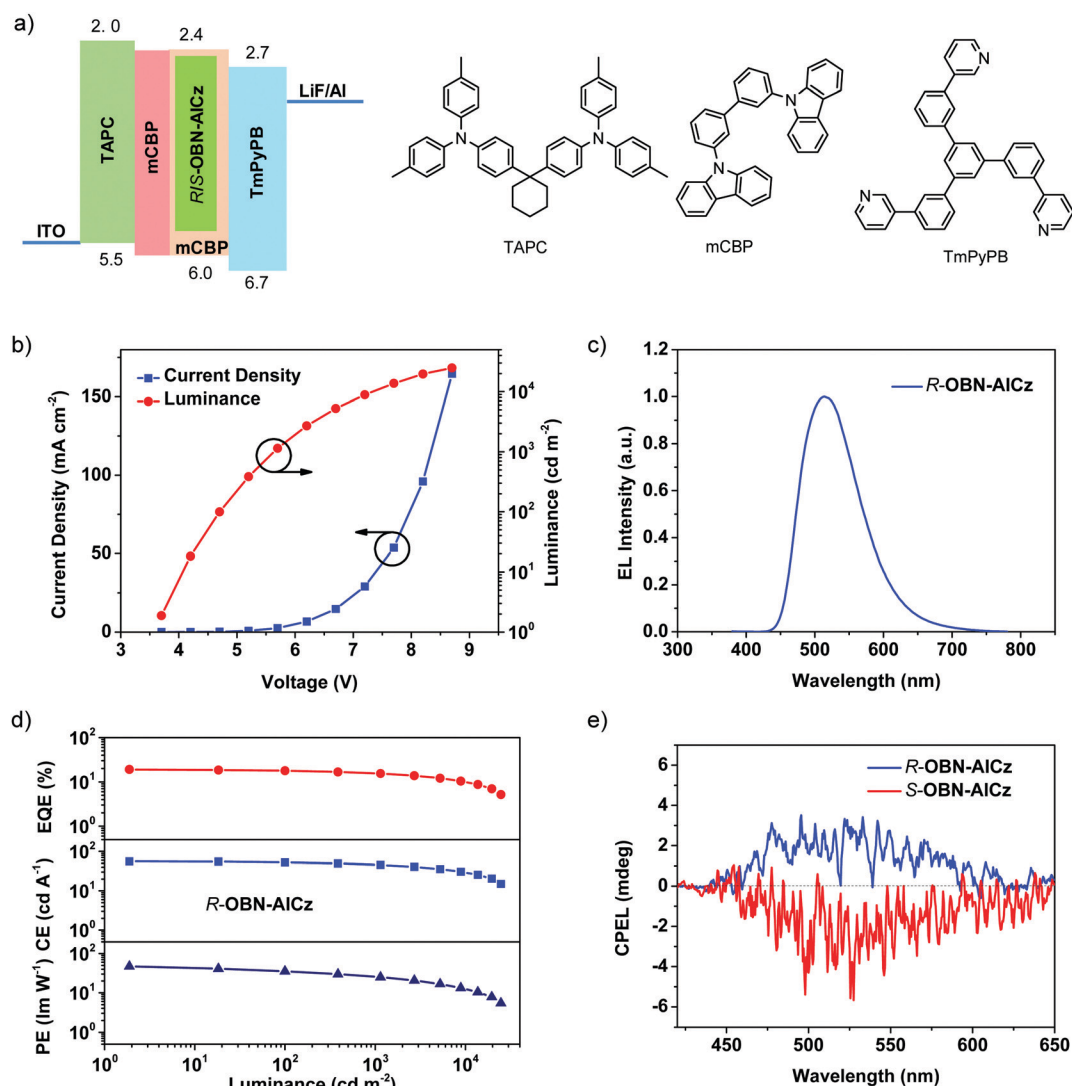 a)
2. 0
2.4
2.7
LiF/Al
TAPC
mCBP
R/S-OBN-AICz
TmPyPB
ITO
mCBP
5.5
6.0
6.7
N
N
TAPC
N
N
mCBP
N
N
N
TmPyPB
b)
Current Density
Luminance
Current Density (mA cm⁻²)
150
100
50
0
Luminance (cd m⁻²)
10⁴
10³
10²
10¹
10⁰
3 4 5 6 7 8 9
Voltage (V)
c)
R-OBN-AICz
EL Intensity (a.u.)
1.2
1.0
0.8
0.6
0.4
0.2
0.0
300 400 500 600 700 800
Wavelength (nm)
d)
EQE (%)
10²
10¹
10⁰
CE (cd A⁻¹)
10²
10¹
10⁰
R-OBN-AICz
PE (lm W⁻¹)
10²
10¹
10⁰
10⁰ 10¹ 10² 10³ 10⁴
Luminance (cd m⁻²)
e)
R-OBN-AICz
S-OBN-AICz
CPEL (mdeg)
6
4
2
0
-2
-4
-6
450 500 550 600 650
Wavelength (nm)